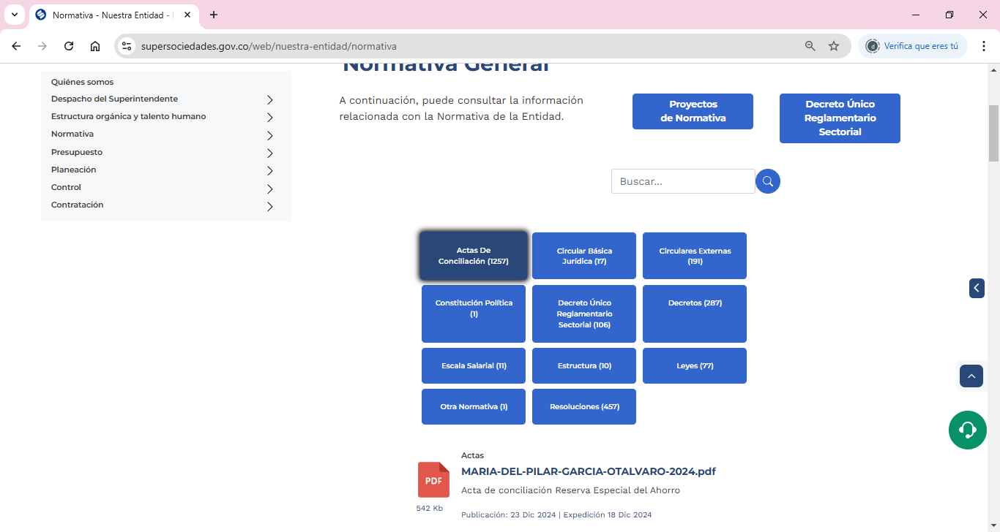 Normativa - Nuestra Entidad -
supersociedades.gov.co/web/nuestra-entidad/normativa
d
Verifica que eres tú
Quiénes somos
Despacho del Superintendente
Estructura orgánica y talento humano
Normativa
Presupuesto
Planeación
Control
Contratación
Normativa General
A continuación, puede consultar la información
relacionada con la Normativa de la Entidad.
Proyectos
de Normativa
Decreto Único
Reglamentario
Sectorial
Buscar...
Actas De
Conciliación (1257)
Circular Básica
Jurídica (17)
Circulares Externas
(191)
Constitución Política
(1)
Decreto Único
Reglamentario
Sectorial (106)
Decretos (287)
Escala Salarial (11)
Estructura (10)
Leyes (77)
Otra Normativa (1)
Resoluciones (457)
PDF
542 Kb
Actas
MARIA-DEL-PILAR-GARCIA-OTALVARO-2024.pdf
Acta de conciliación Reserva Especial del Ahorro
Publicación: 23 Dic 2024 | Expedición 18 Dic 2024